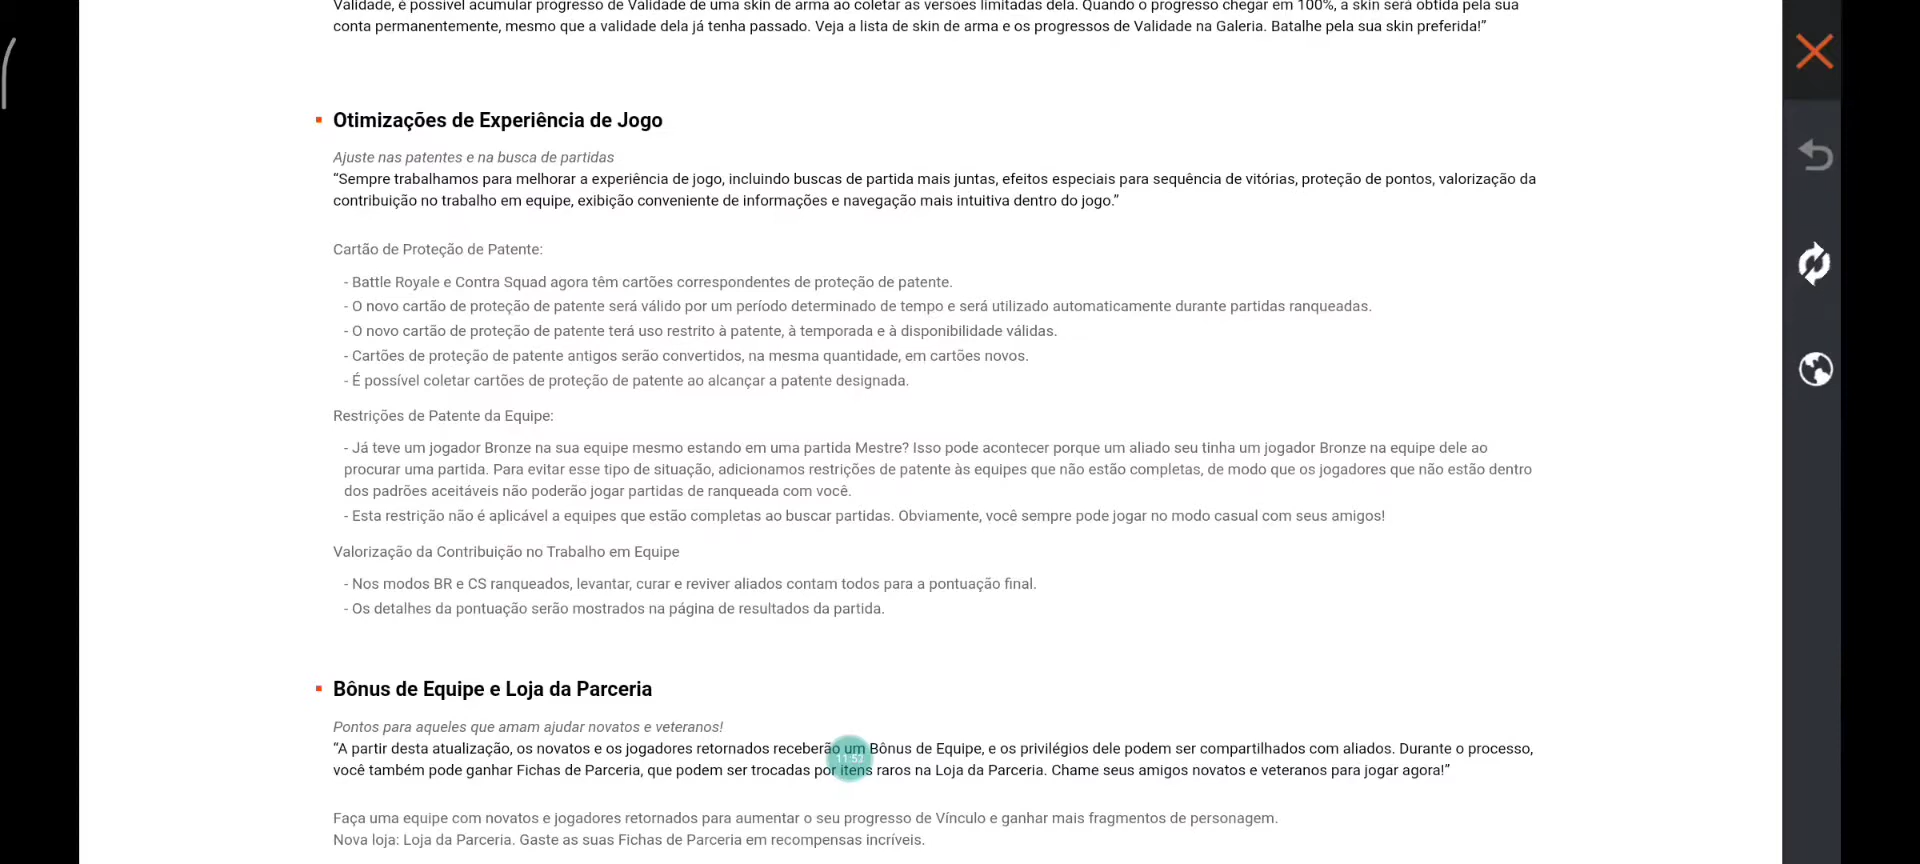 Validade, é possível acumular progresso de Validade de uma skin de arma ao coletar as versões limitadas dela. Quando o progresso chegar em 100%, a skin será obtida pela sua
conta permanentemente, mesmo que a validade dela já tenha passado. Veja a lista de skin de arma e os progressos de Validade na Galeria. Batalhe pela sua skin preferida!”
Otimizações de Experiência de Jogo
Ajuste nas patentes e na busca de partidas
“Sempre trabalhamos para melhorar a experiência de jogo, incluindo buscas de partida mais juntas, efeitos especiais para sequência de vitórias, proteção de pontos, valorização da
contribuição no trabalho em equipe, exibição conveniente de informações e navegação mais intuitiva dentro do jogo.”
Cartão de Proteção de Patente:
- Battle Royale e Contra Squad agora têm cartões correspondentes de proteção de patente.
- O novo cartão de proteção de patente será válido por um período determinado de tempo e será utilizado automaticamente durante partidas ranqueadas.
- O novo cartão de proteção de patente terá uso restrito à patente, à temporada e à disponibilidade válidas.
- Cartões de proteção de patente antigos serão convertidos, na mesma quantidade, em cartões novos.
- É possível coletar cartões de proteção de patente ao alcançar a patente designada.
Restrições de Patente da Equipe:
- Já teve um jogador Bronze na sua equipe mesmo estando em uma partida Mestre? Isso pode acontecer porque um aliado seu tinha um jogador Bronze na equipe dele ao
procurar uma partida. Para evitar esse tipo de situação, adicionamos restrições de patente às equipes que não estão completas, de modo que os jogadores que não estão dentro
dos padrões aceitáveis não poderão jogar partidas de ranqueada com você.
- Esta restrição não é aplicável a equipes que estão completas ao buscar partidas. Obviamente, você sempre pode jogar no modo casual com seus amigos!
Valorização da Contribuição no Trabalho em Equipe
- Nos modos BR e CS ranqueados, levantar, curar e reviver aliados contam todos para a pontuação final.
- Os detalhes da pontuação serão mostrados na página de resultados da partida.
Bônus de Equipe e Loja da Parceria
Pontos para aqueles que amam ajudar novatos e veteranos!
“A partir desta atualização, os novatos e os jogadores retornados receberão um Bônus de Equipe, e os privilégios dele podem ser compartilhados com aliados. Durante o processo,
você também pode ganhar Fichas de Parceria, que podem ser trocadas por itens raros na Loja da Parceria. Chame seus amigos novatos e veteranos para jogar agora!”
Faça uma equipe com novatos e jogadores retornados para aumentar o seu progresso de Vínculo e ganhar mais fragmentos de personagem.
Nova loja: Loja da Parceria. Gaste as suas Fichas de Parceria em recompensas incríveis.